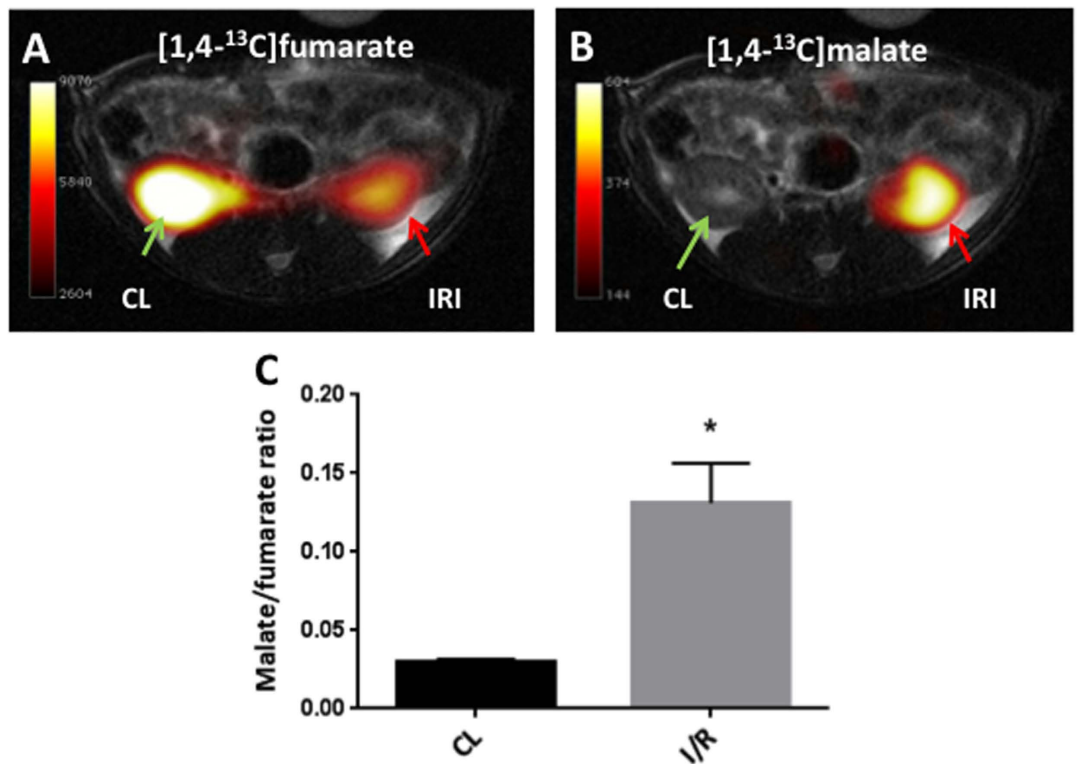 A
[1,4-¹³C]fumarate
9076
5840
2604
CL
IRI
B
[1,4-¹³C]malate
604
374
144
CL
IRI
C
Malate/fumarate ratio
0.20
0.15
0.10
0.05
0.00
*
CL
I/R